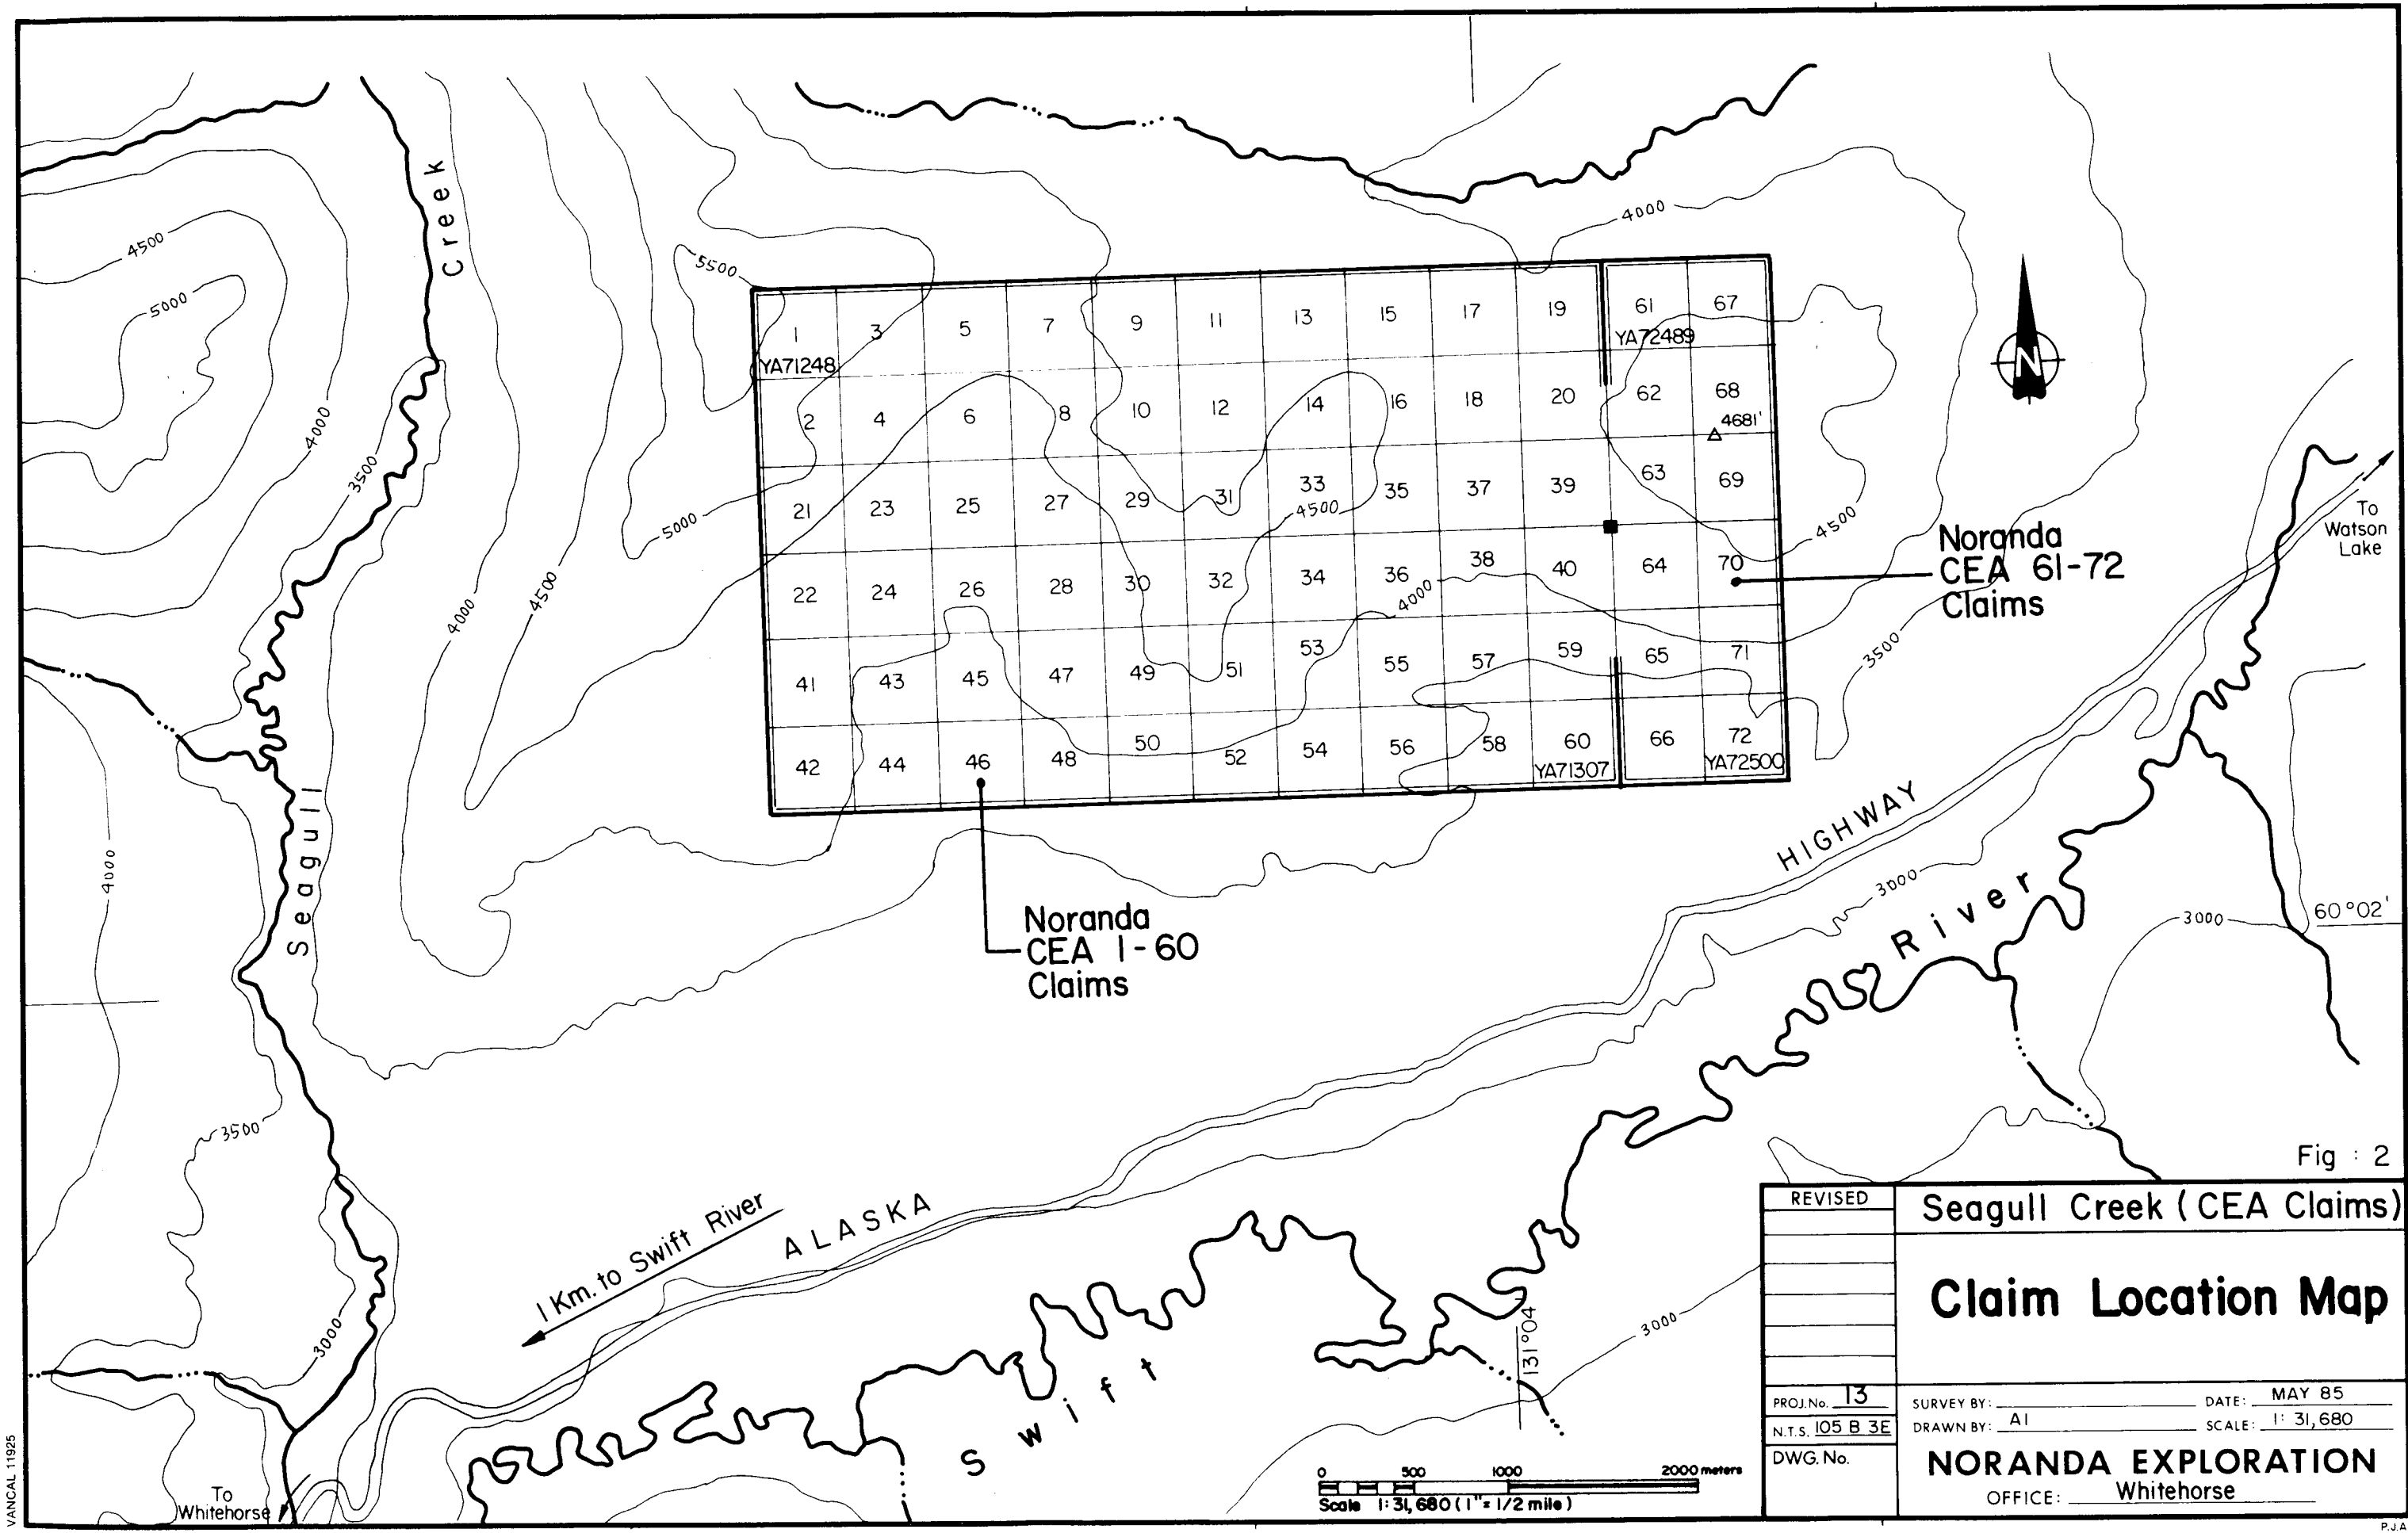 Seagull Creek
4500
5000
4000
3500
4000
4500
5000
5500
4000
1 3 5 7 9 11 13 15 17 19 61 67
YA71248
YA72489
2 4 6 8 10 12 14 16 18 20 62 68
4681'
21 23 25 27 29 31 33 35 37 39 63 69
4500
4500
22 24 26 28 30 32 34 36 38 40 64 70
4000
41 43 45 47 49 51 53 55 57 59 65 71
3500
42 44 46 48 50 52 54 56 58 60 66 72
YA71307
YA72500
N
To
Watson
Lake
Noranda
CEA 61-72
Claims
Noranda
CEA 1-60
Claims
4000
3500
3000
ALASKA HIGHWAY
3000
3000
60°02'
Swift River
1 Km. to Swift River
131°04'
3000
To
Whitehorse
0 500 1000 2000 meters
Scale 1:31,680 (1"=1/2 mile)
Fig : 2
REVISED
Seagull Creek (CEA Claims)
Claim Location Map
PROJ.No. 13
N.T.S. 105 B 3E
DWG. No.
SURVEY BY:
DATE: MAY 85
DRAWN BY: A1
SCALE: 1: 31,680
NORANDA EXPLORATION
OFFICE: Whitehorse
VANCAL 11925
P.J.A.